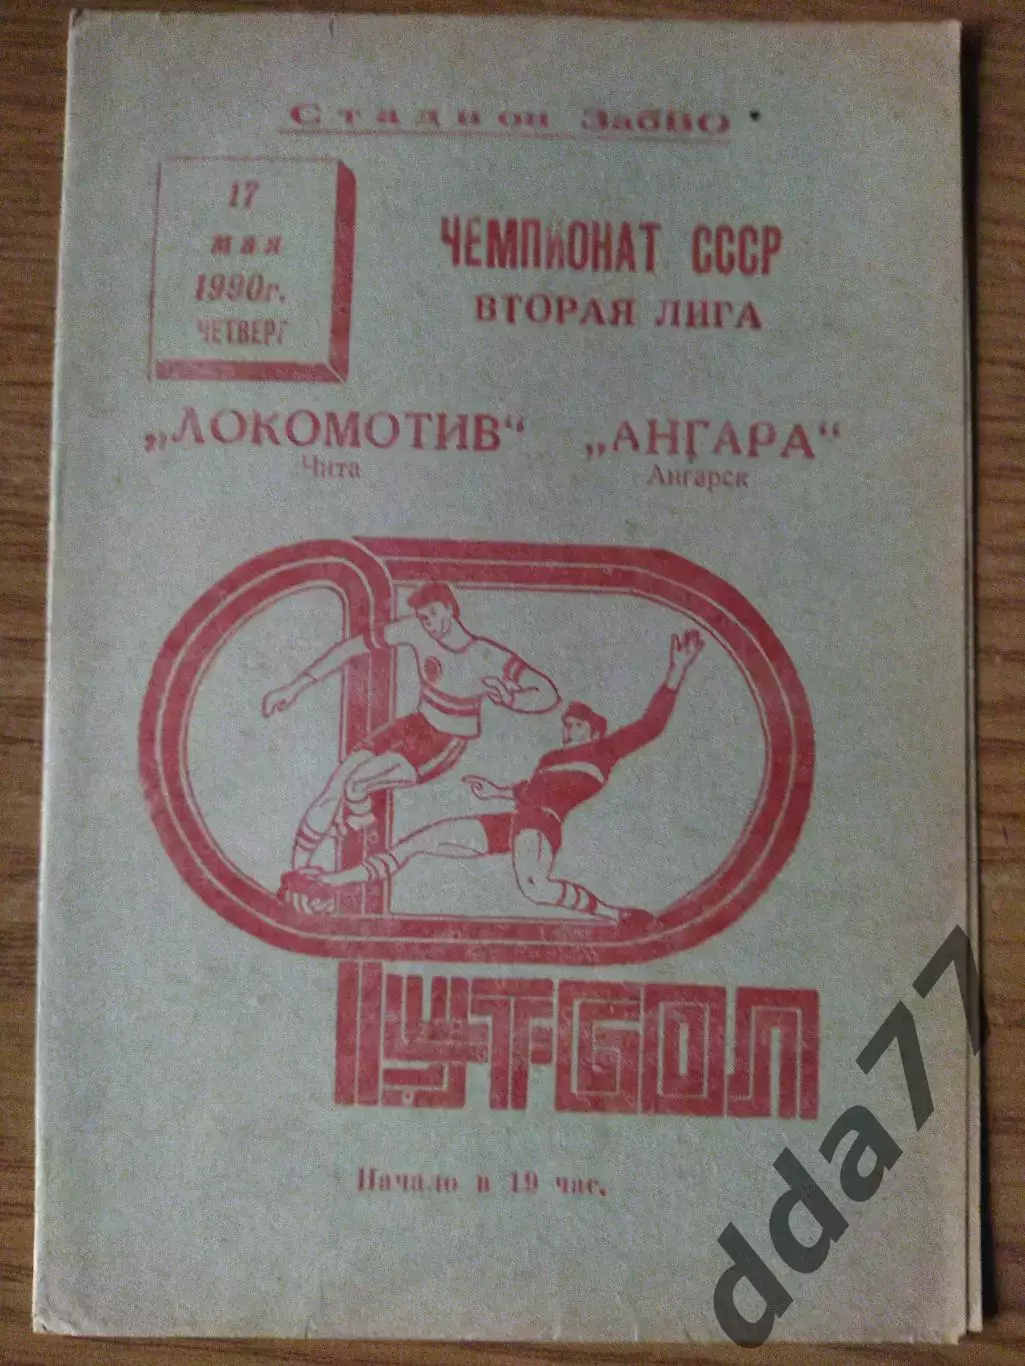 Стадион ЗабВО
17
мая
1990г.
ЧЕТВЕРГ
ЧЕМПИОНАТ СССР
ВТОРАЯ ЛИГА
„ЛОКОМОТИВ“ „АНГАРА“
Чита Ангарск
ФУТБОЛ
Начало в 19 час.
dda77